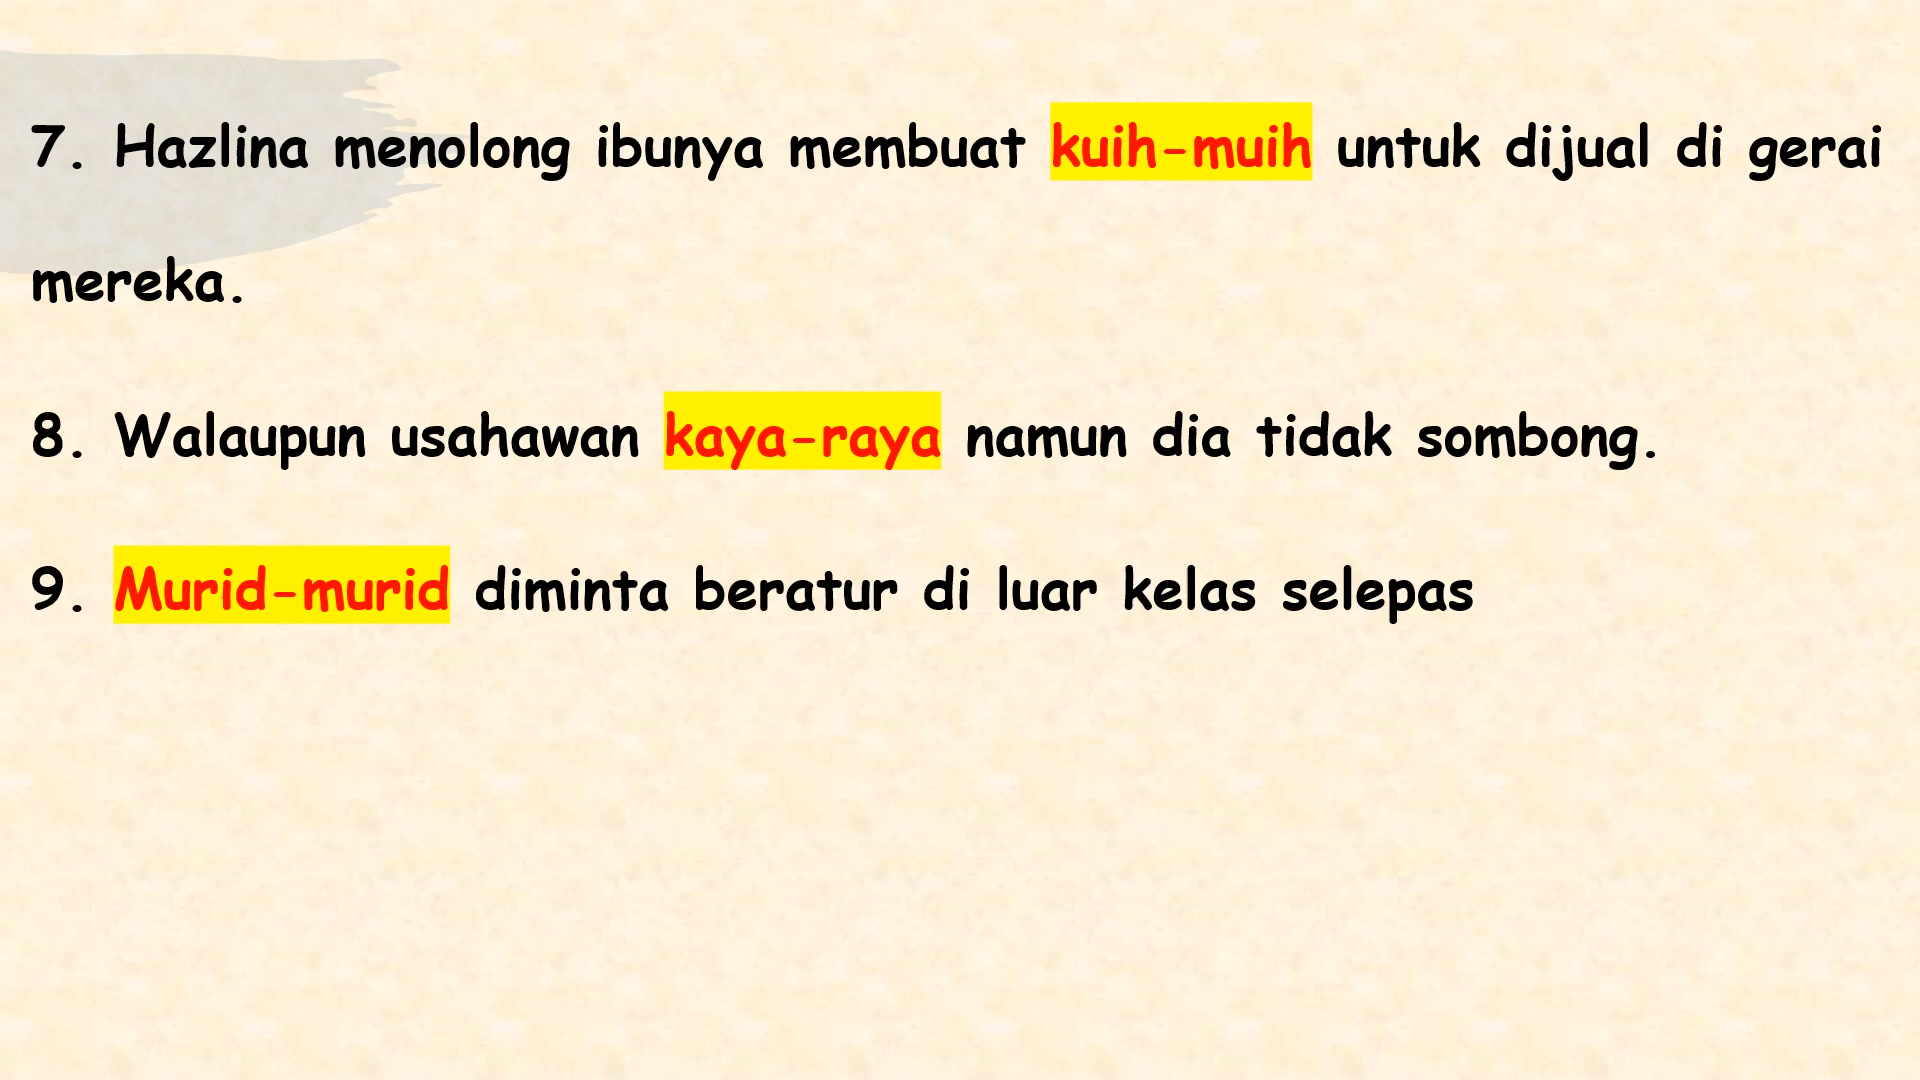 7. Hazlina menolong ibunya membuat kuih-muih untuk dijual di gerai
mereka.
8. Walaupun usahawan kaya-raya namun dia tidak sombong.
9. Murid-murid diminta beratur di luar kelas selepas